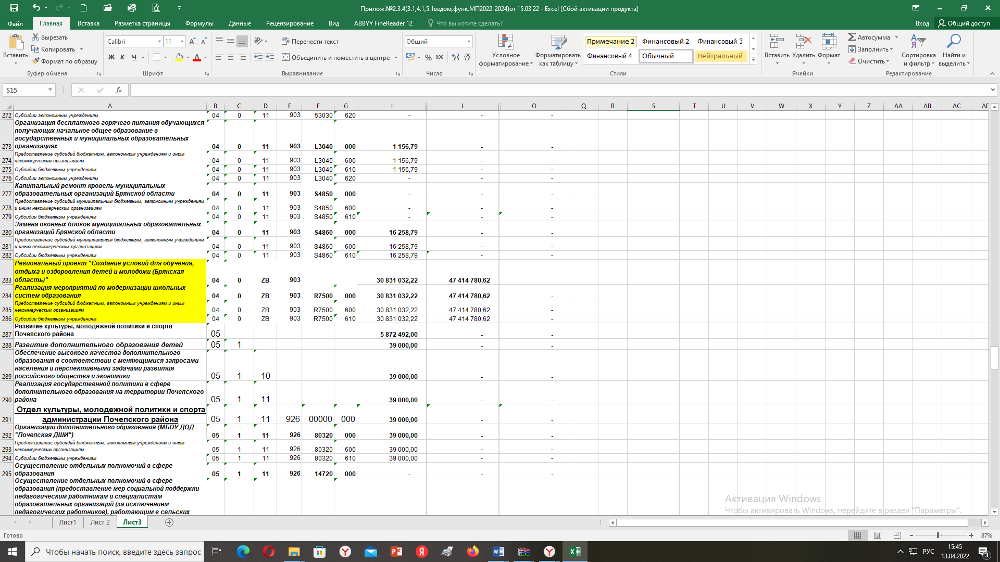 Прилож.№2.3.4(3.1,4.1,5.1ведом,функ,МП2022-2024)от 15.03 22 - Excel (Сбой активации продукта)
Файл Главная Вставка Разметка страницы Формулы Данные Рецензирование Вид ABBYY FineReader 12 Что вы хотите сделать? Вход Общий доступ
Вставить
Вырезать
Копировать
Формат по образцу
Буфер обмена
Calibri 11
Ж К Ч
Шрифт
Перенести текст
Объединить и поместить в центре
Выравнивание
Общий
% 000
Число
Условное форматирование
Форматировать как таблицу
Примечание 2 Финансовый 2 Финансовый 3
Финансовый 4 Обычный Нейтральный
Стили
Вставить Удалить Формат
Ячейки
Автосумма
Заполнить
Очистить
Сортировка и фильтр
Найти и выделить
Редактирование
S15 fx
A B C D E F G I L O Q R S T U V W X Y Z AA AB AC AD
272 Субсидии автономным учреждениям 04 0 11 903 53030 620 - - -
Организация бесплатного горячего питания обучающихся
получающих начальное общее образование в
государственных и муниципальных образовательных
273 организациях 04 0 11 903 L3040 000 1 156,79 - -
Предоставление субсидий бюджетным, автономным учреждениям и иным
274 некоммерческим организациям 04 0 11 903 L3040 600 1 156,79 - -
275 Субсидии бюджетным учреждениям 04 0 11 903 L3040 610 1 156,79 - -
276 Субсидии автономным учреждениям 04 0 11 903 L3040 620 - - -
Капитальный ремонт кровель муниципальных
277 образовательных организаций Брянской области 04 0 11 903 S4850 000 - - -
Предоставление субсидий муниципальным бюджетным, автономным учреждениям
278 и иным некоммерческим организациям 04 0 11 903 S4850 600 - - -
279 Субсидии бюджетным учреждениям 04 0 11 903 S4850 610 - - -
Замена оконных блоков муниципальных образовательных
280 организаций Брянской области 04 0 11 903 S4860 000 16 258,79 - -
Предоставление субсидий муниципальным бюджетным, автономным учреждениям
281 и иным некоммерческим организациям 04 0 11 903 S4860 600 16 258,79 - -
282 Субсидии бюджетным учреждениям 04 0 11 903 S4860 610 16 258,79 - -
Региональный проект "Создание условий для обучения,
отдыха и оздоровления детей и молодожи (Брянская
283 область)" 04 0 ZB 903 30 831 032,22 47 414 780,62
Реализация мероприятий по модернизации школьных
284 систем образования 04 0 ZB 903 R7500 000 30 831 032,22 47 414 780,62 -
Предоставление субсидий бюджетным, автономным учреждениям и иным
285 некоммерческим организациям 04 0 ZB 903 R7500 600 30 831 032,22 47 414 780,62 -
286 Субсидии бюджетным учреждениям 04 0 ZB 903 R7500 610 30 831 032,22 47 414 780,62 -
Развитие культуры, молодежной политики и спорта
287 Почепского района 05 5 872 492,00 - -
288 Развитие дополнительного образования детей 05 1 39 000,00 - -
Обеспечение высокого качества дополнительного
образования в соответствии с меняющимися запросами
населения и перспективными задачами развития
289 российского общества и экономики 05 1 10 39 000,00 - -
Реализация государственной политики в сфере
дополнительного образования на территории Почепского
290 района 05 1 11 39 000,00 - -
Отдел культуры, молодежной политики и спорта
291 администрации Почепского района 05 1 11 926 00000 000 39 000,00 - -
Организации дополнительного образования (МБОУ ДОД
292 "Почепская ДШИ") 05 1 11 926 80320 000 39 000,00 - -
Предоставление субсидий бюджетным, автономным учреждениям и иным
293 некоммерческим организациям 05 1 11 926 80320 600 39 000,00 - -
294 Субсидии бюджетным учреждениям 05 1 11 926 80320 610 39 000,00 - -
Осуществление отдельных полномочий в сфере
295 образования 05 1 11 926 14720 000 - - -
Осуществление отдельных полномочий в сфере
образования (предоставление мер социальной поддержки
педагогическим работникам и специалистам
образовательных организаций (за исключением
педагогических работников), работающим в сельских
Активация Windows
Чтобы активировать Windows, перейдите в раздел "Параметры".
Лист1 Лист 2 Лист3
Готово 87%
Чтобы начать поиск, введите здесь запрос
РУС 15:45
13.04.2022
3